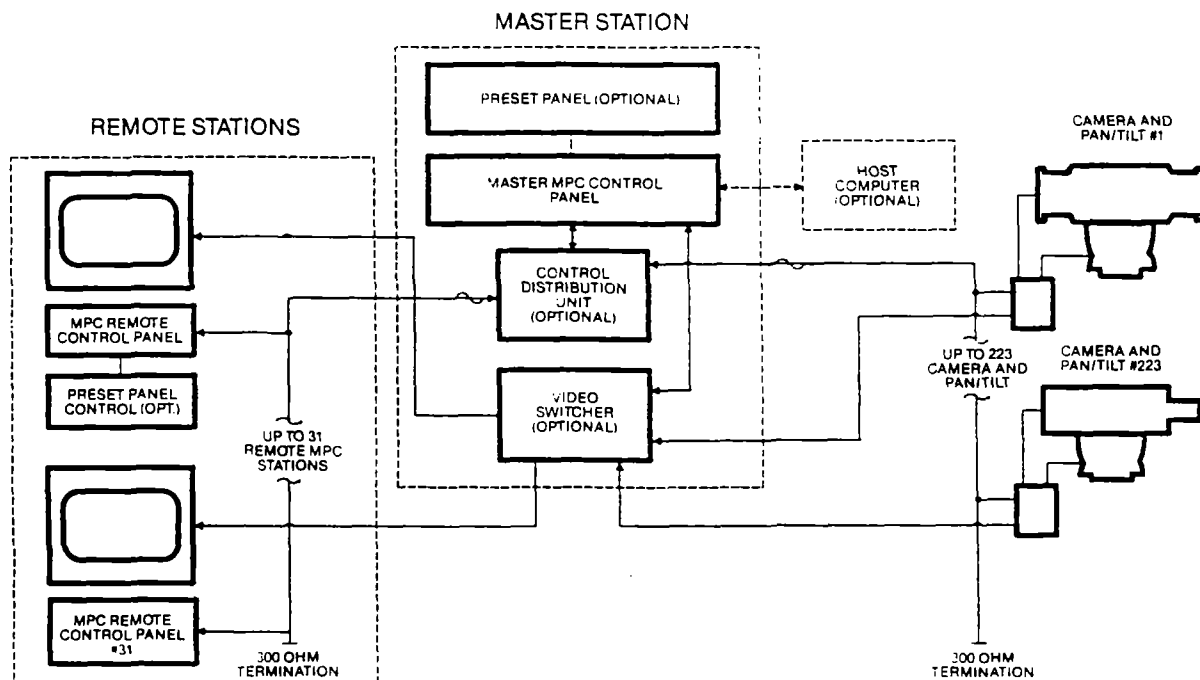 MASTER STATION
PRESET PANEL (OPTIONAL)
MASTER MPC CONTROL
PANEL
HOST
COMPUTER
(OPTIONAL)
CONTROL
DISTRIBUTION
UNIT
(OPTIONAL)
VIDEO
SWITCHER
(OPTIONAL)
REMOTE STATIONS
MPC REMOTE
CONTROL PANEL
PRESET PANEL
CONTROL (OPT.)
UP TO 31
REMOTE MPC
STATIONS
MPC REMOTE
CONTROL PANEL
#31
300 OHM
TERMINATION
CAMERA AND
PAN/TILT #1
UP TO 223
CAMERA AND
PAN/TILT
CAMERA AND
PAN/TILT #223
300 OHM
TERMINATION